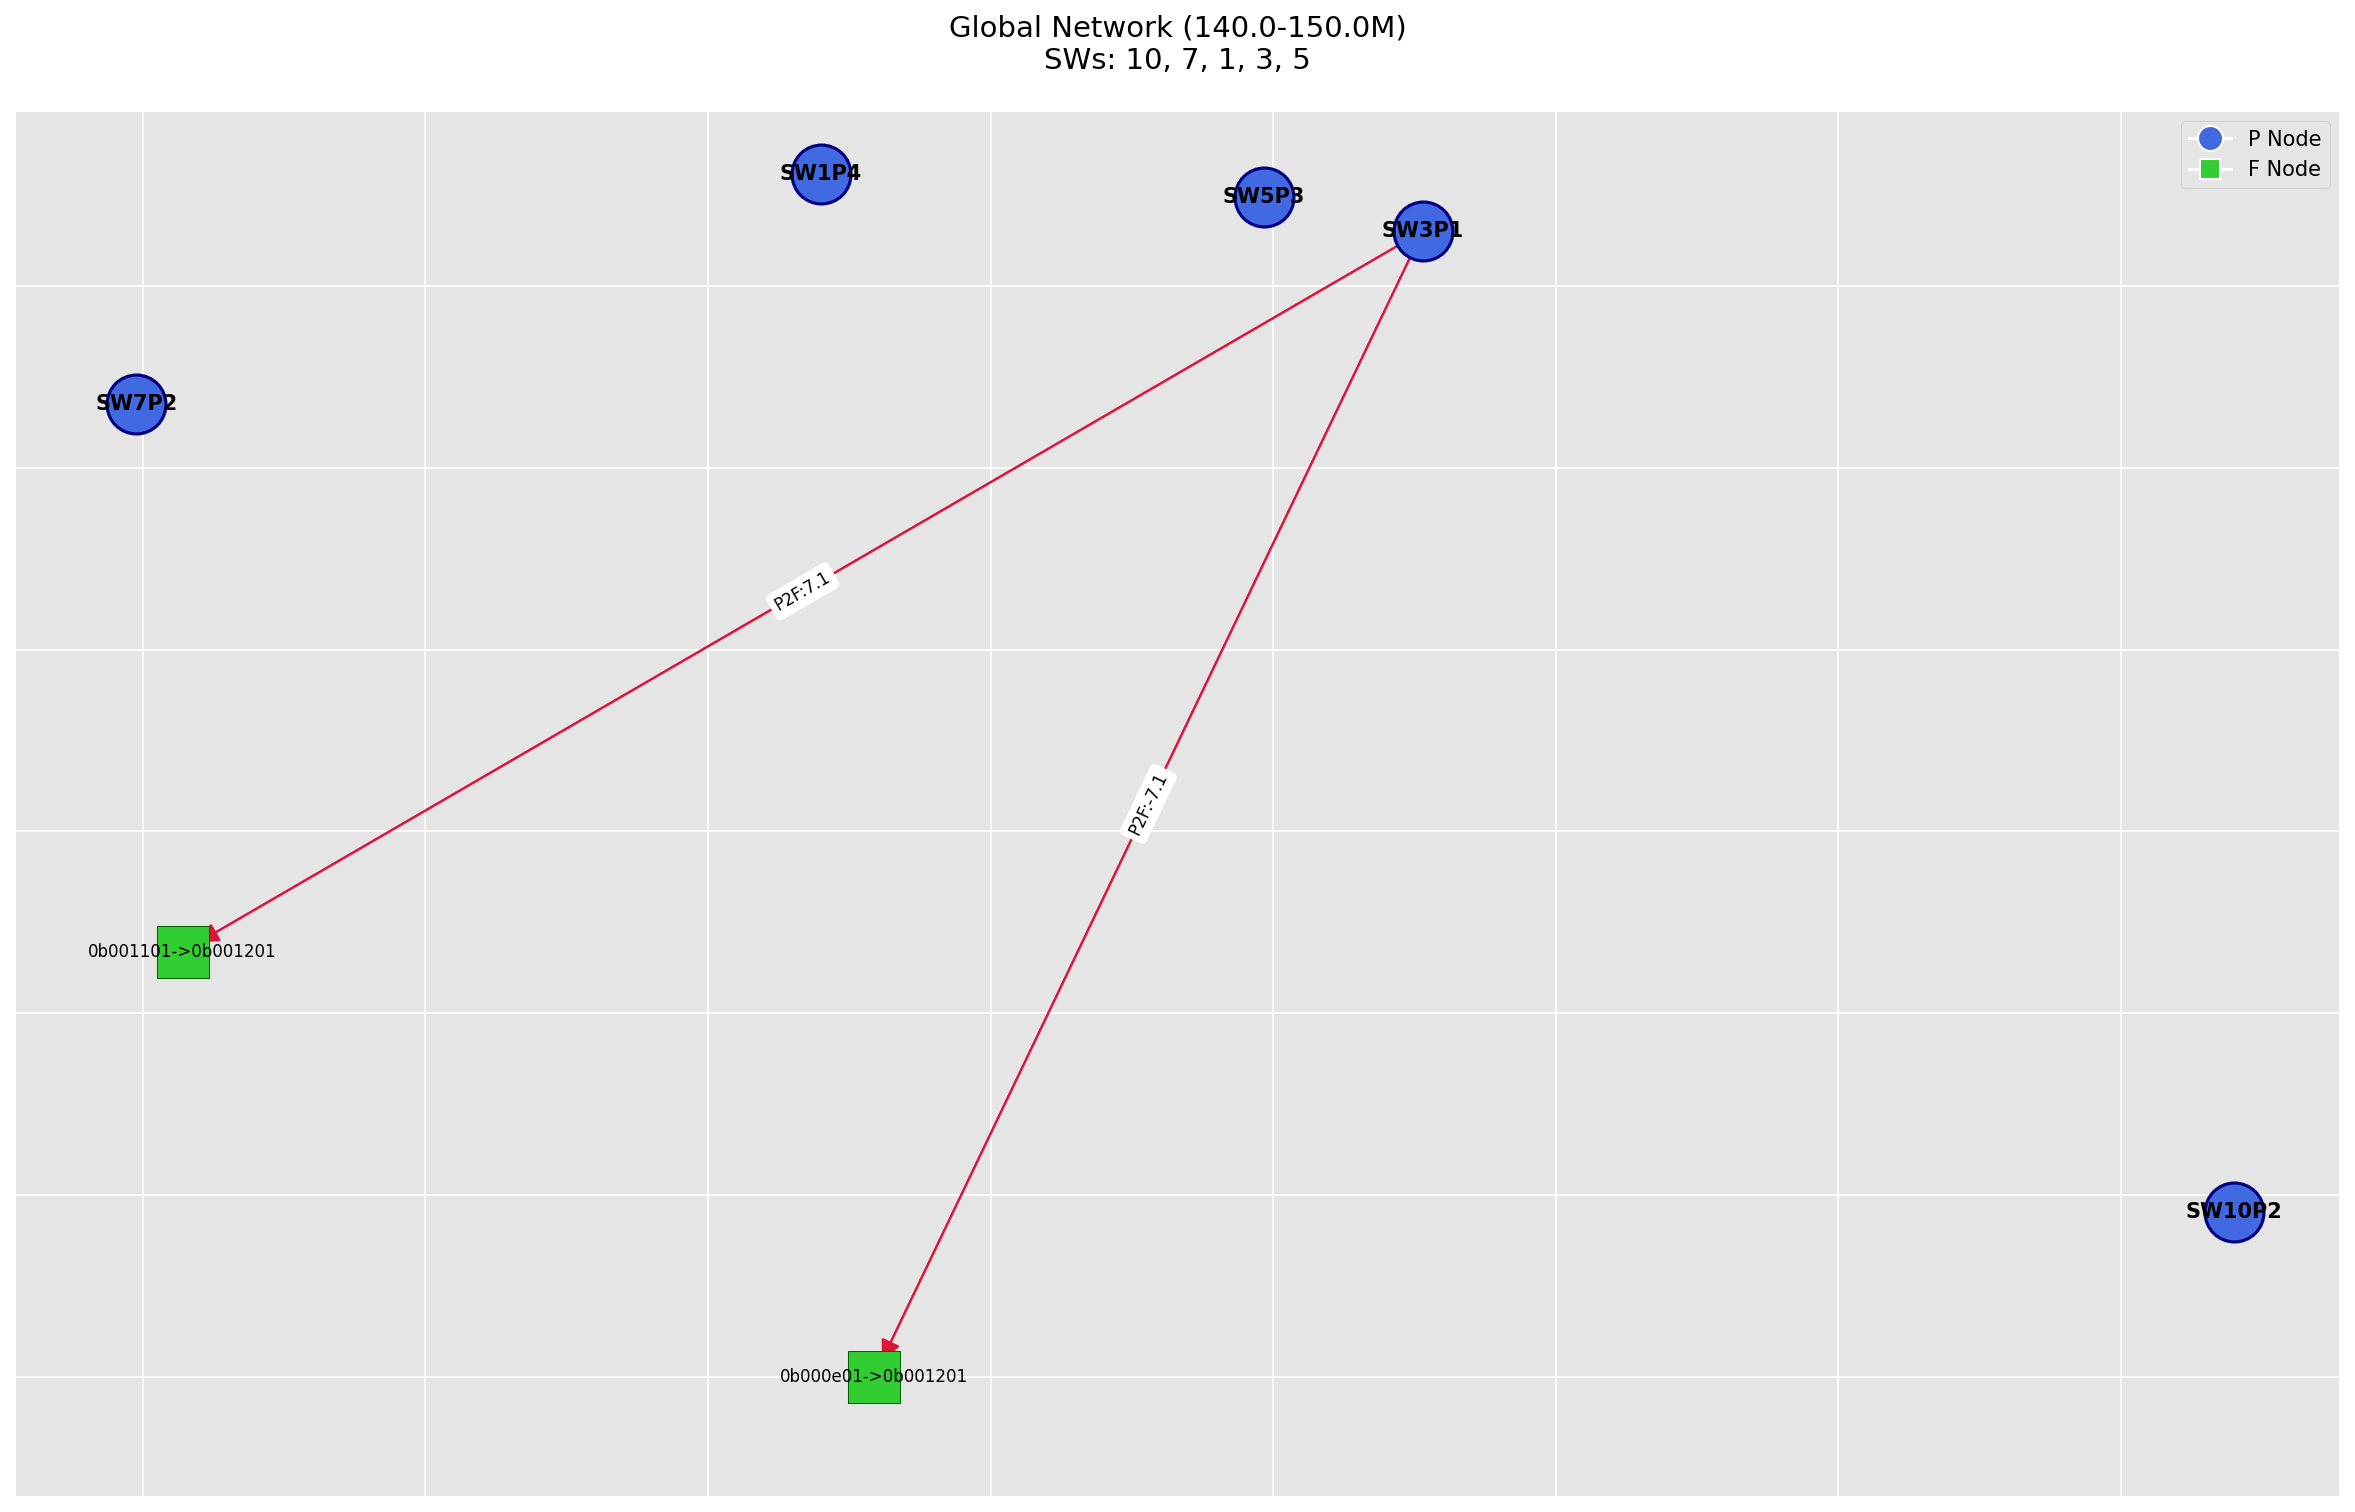 Global Network (140.0-150.0M)
SWs: 10, 7, 1, 3, 5
P Node
F Node
SW1P4
SW5P3
SW3P1
SW7P2
P2F:7.1
P2F:-7.1
0b001101->0b001201
SW10P2
0b000e01->0b001201